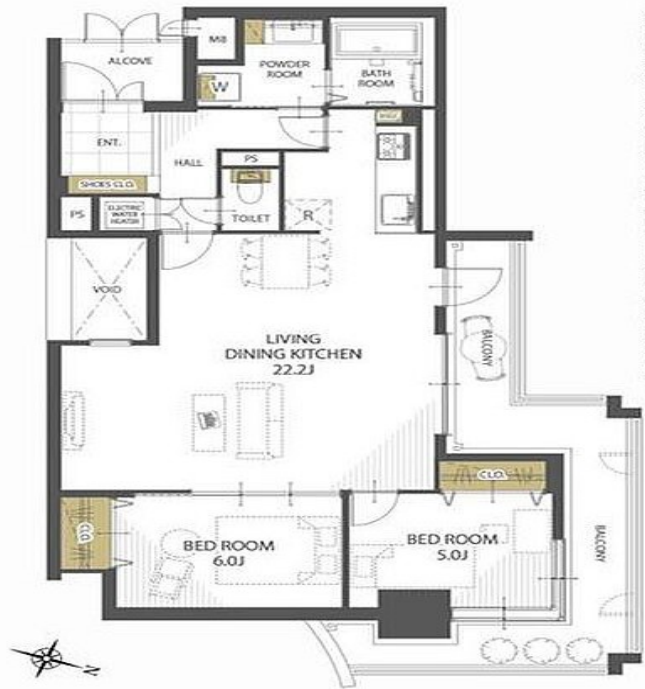 MB
ALCOVE
POWDER
ROOM
BATH
ROOM
W
ENT.
HALL
PS
SHOES CLO.
PS
ELECTRIC
WATER
HEATER
TOILET
R
VOID
LIVING
DINING KITCHEN
22.2J
BALCONY
CLO.
CLO.
BED ROOM
6.0J
BED ROOM
5.0J
BALCONY
N